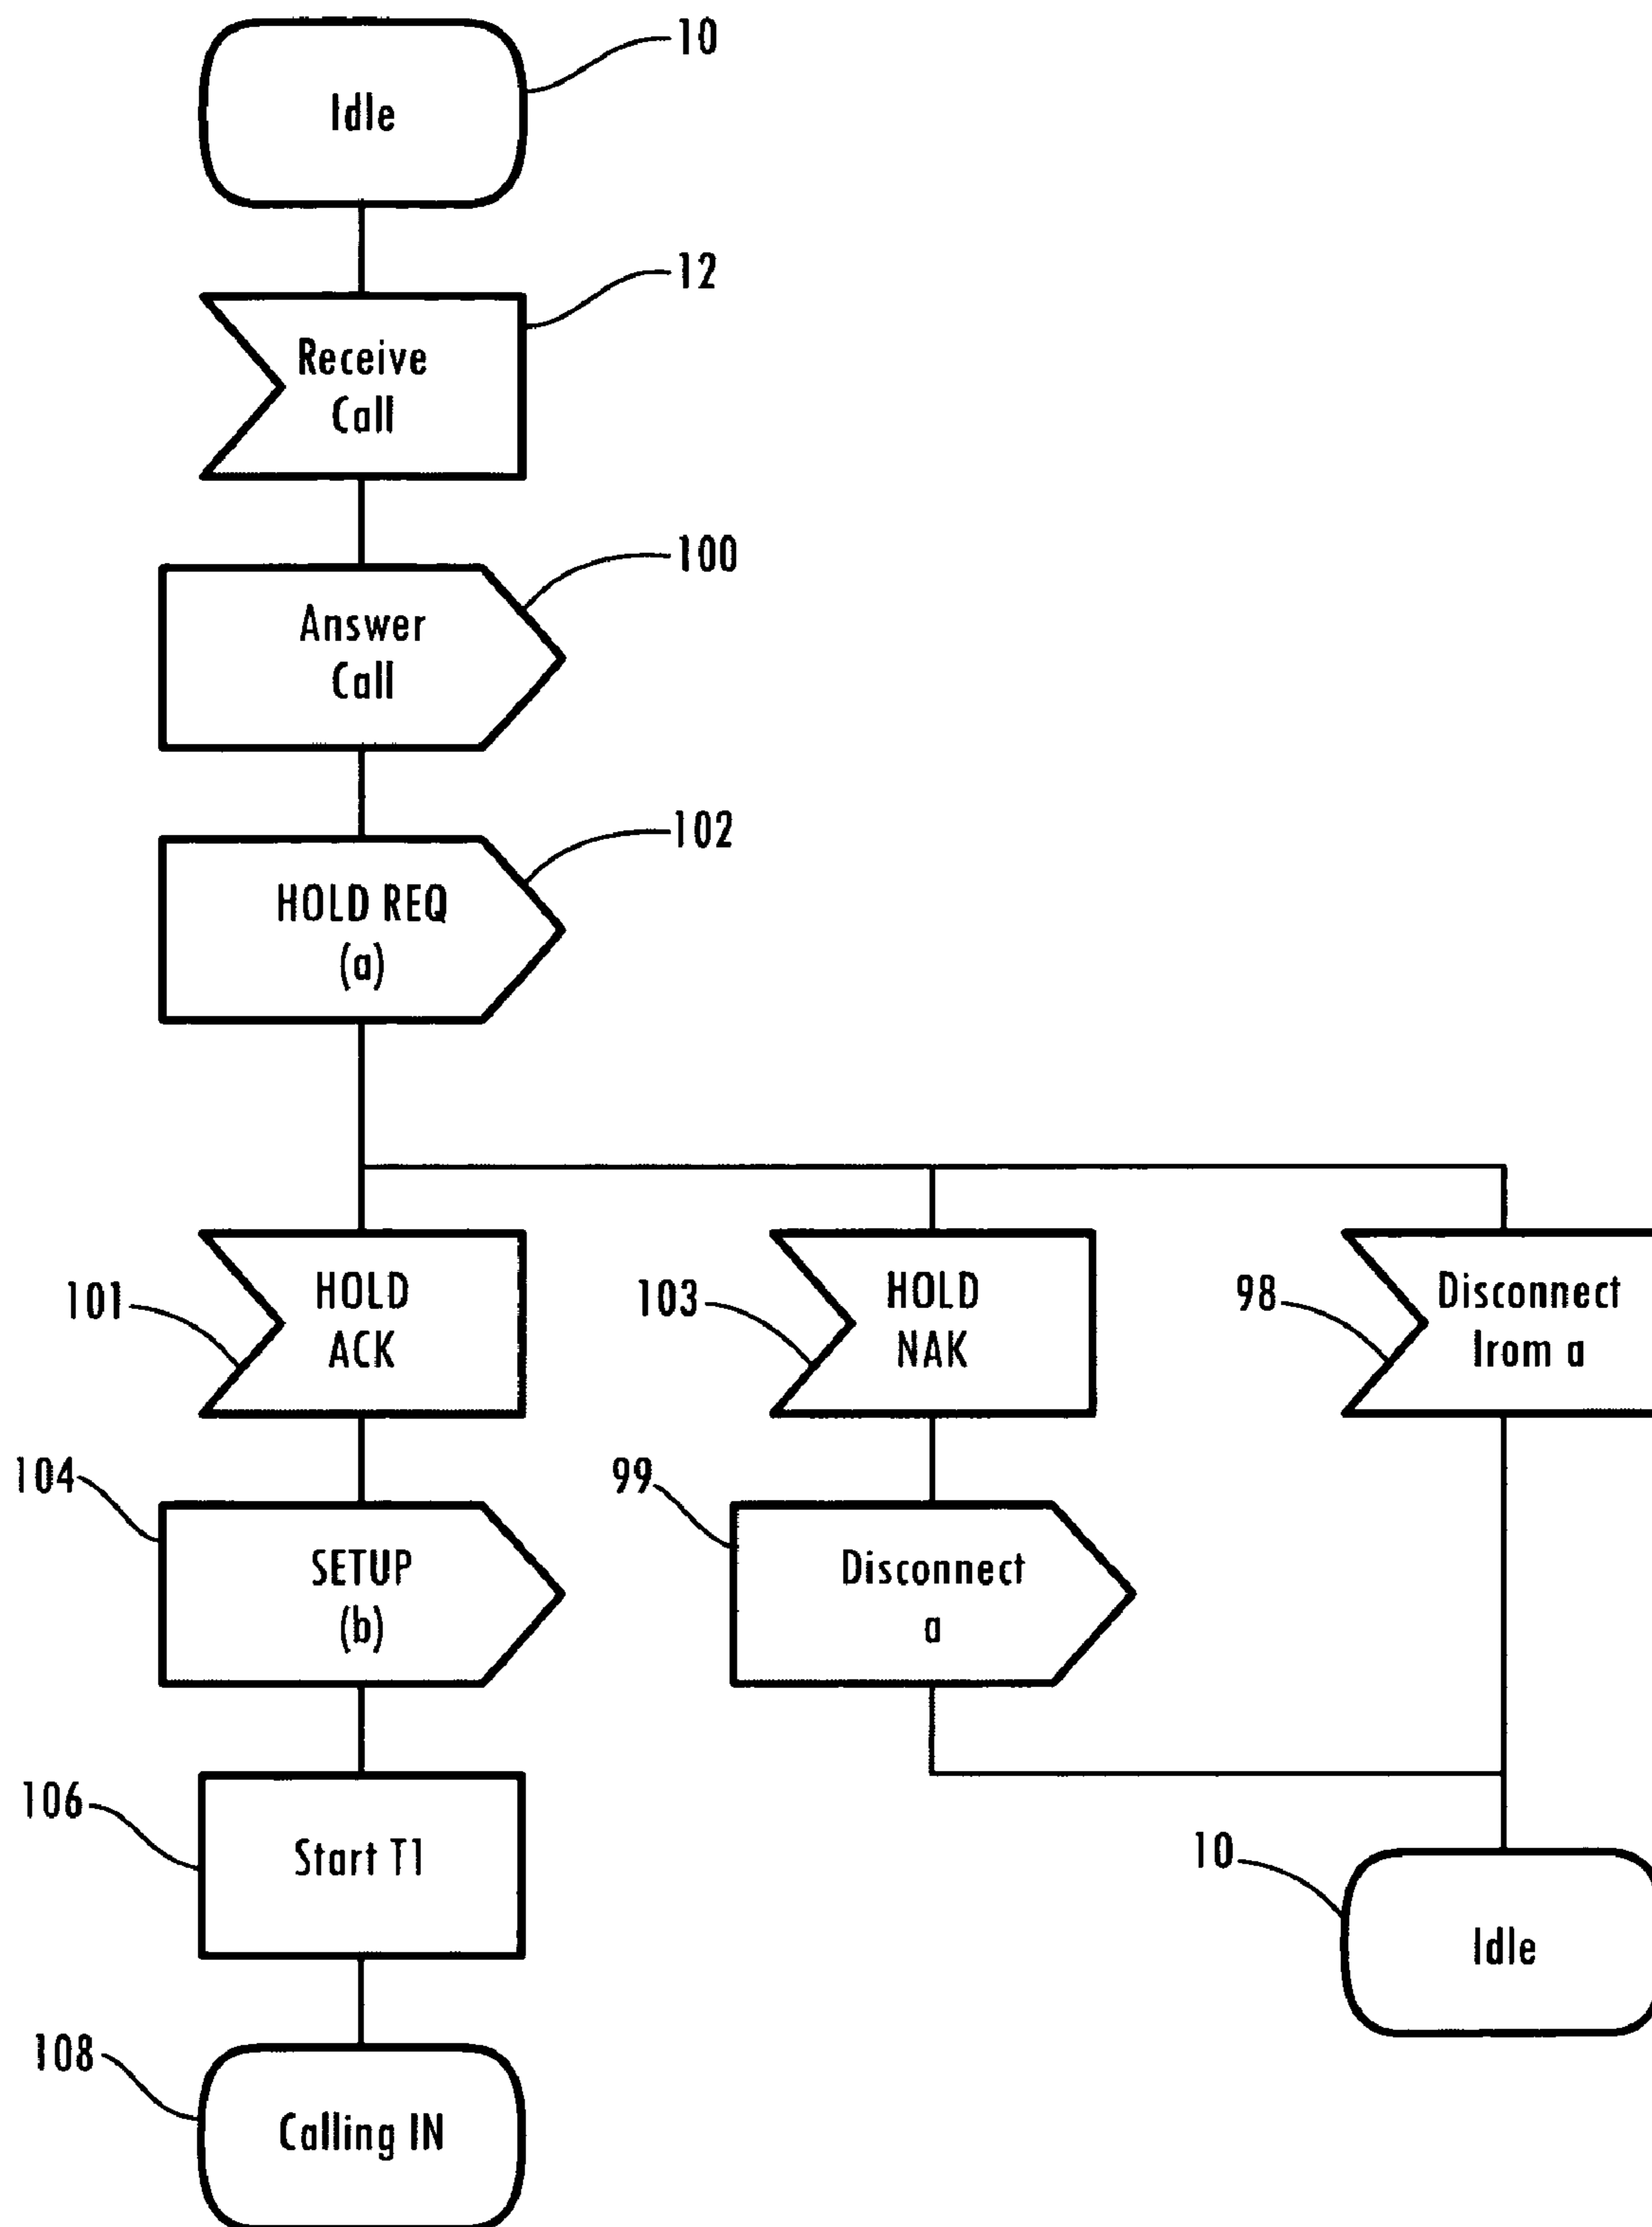 10
Idle
12
Receive
Call
100
Answer
Call
102
HOLD REQ
(a)
101
HOLD
ACK
103
HOLD
NAK
98
Disconnect
from a
104
SETUP
(b)
99
Disconnect
a
106
Start T1
10
Idle
108
Calling IN